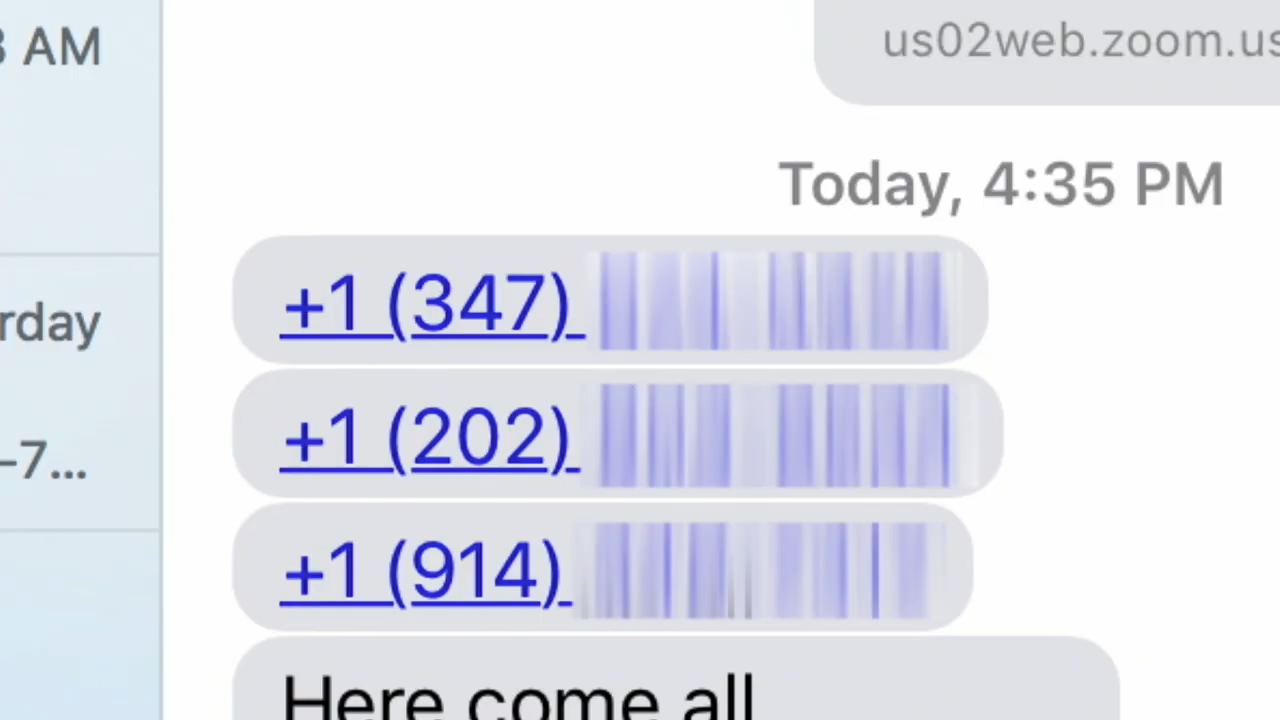 AM
us02web.zoom.us
Today, 4:35 PM
+1 (347)
+1 (202)
rday
-7...
+1 (914)
Here come all